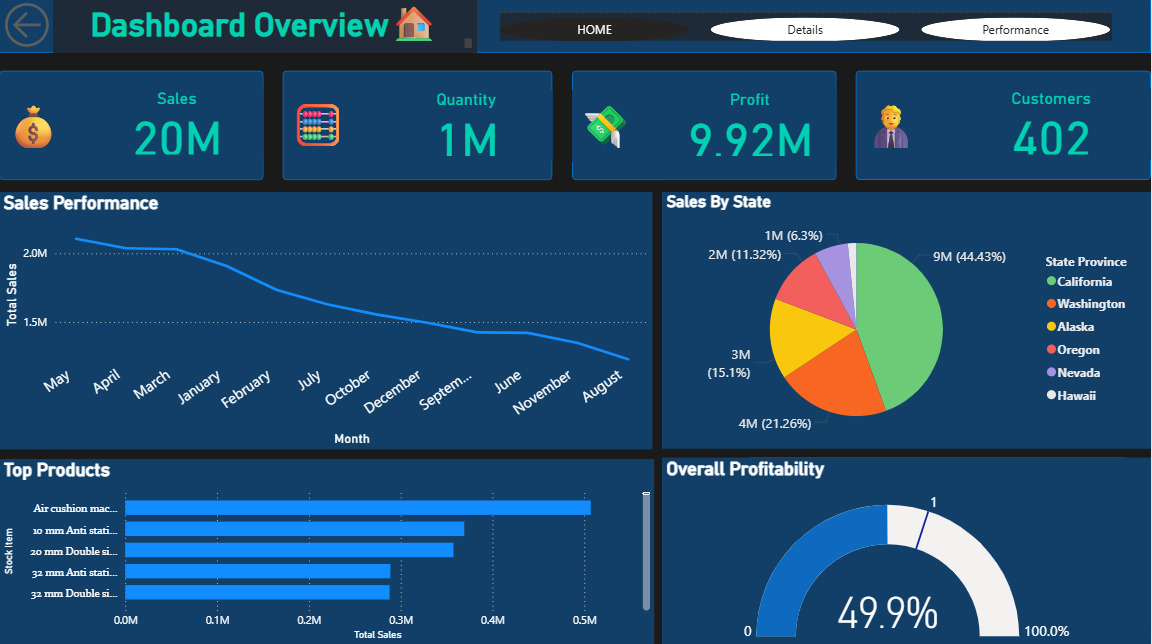 Dashboard Overview
HOME
Details
Performance
Sales
20M
Quantity
1M
Profit
9.92M
Customers
402
Sales Performance
Total Sales
2.0M
1.5M
May
April
March
January
February
July
October
December
Septem...
June
November
August
Month
Sales By State
1M (6.3%)
2M (11.32%)
3M
(15.1%)
4M (21.26%)
9M (44.43%)
State Province
California
Washington
Alaska
Oregon
Nevada
Hawaii
Top Products
Stock Item
Air cushion mac...
10 mm Anti stati...
20 mm Double si...
32 mm Anti stati...
32 mm Double si...
0.0M
0.1M
0.2M
0.3M
0.4M
0.5M
Total Sales
Overall Profitability
1
49.9%
0
100.0%